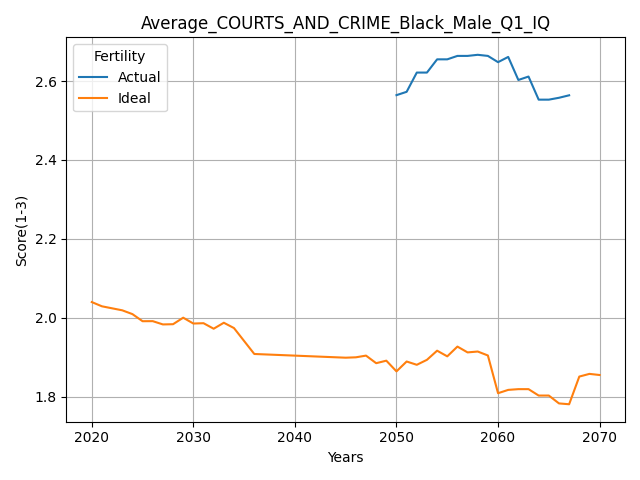 Average_COURTS_AND_CRIME_Black_Male_Q1_IQ
Fertility
Actual
Ideal
Score(1-3)
2.6
2.4
2.2
2.0
1.8
2020 2030 2040 2050 2060 2070
Years